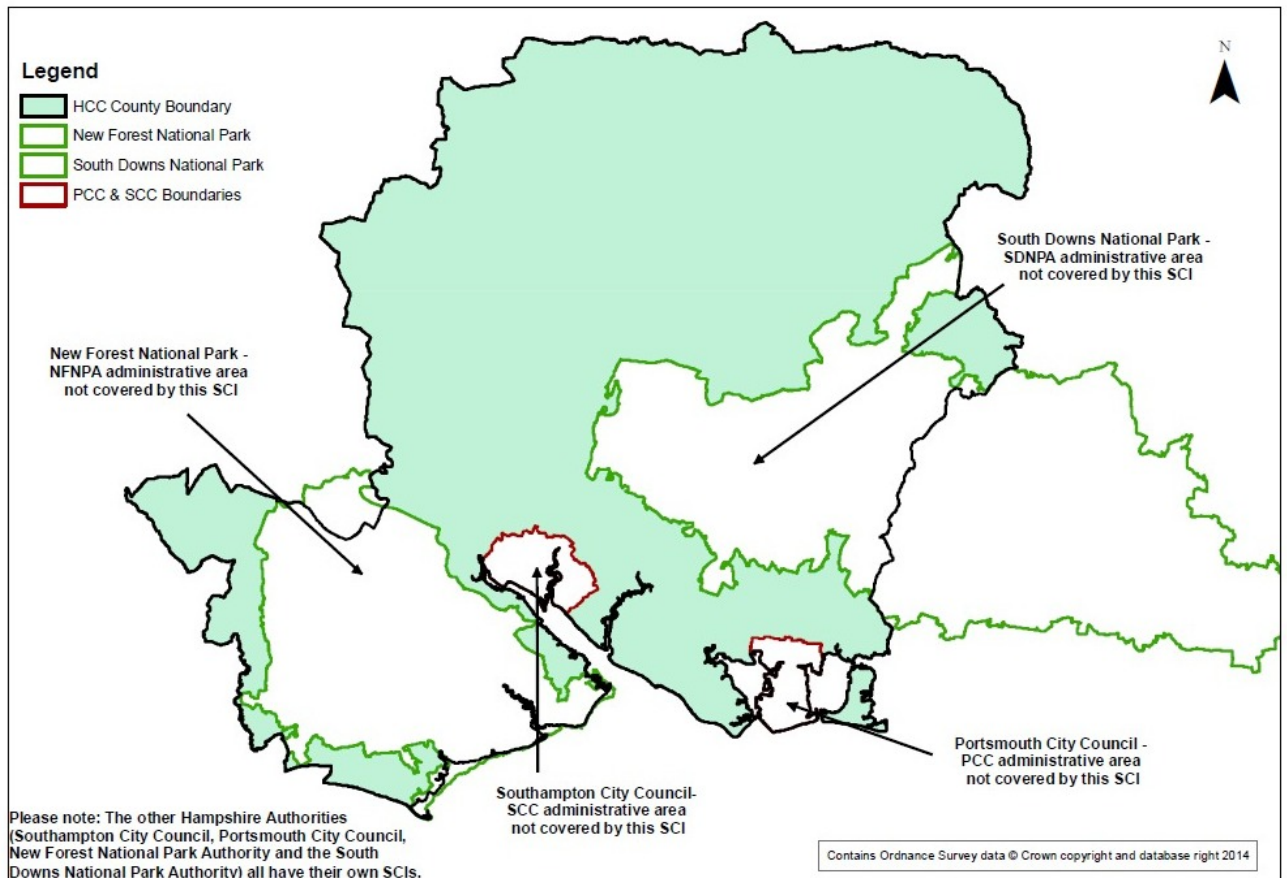 Legend
HCC County Boundary
New Forest National Park
South Downs National Park
PCC & SCC Boundaries
N
South Downs National Park -
SDNPA administrative area
not covered by this SCI
New Forest National Park -
NFNPA administrative area
not covered by this SCI
Portsmouth City Council -
PCC administrative area
not covered by this SCI
Southampton City Council-
SCC administrative area
not covered by this SCI
Please note: The other Hampshire Authorities
(Southampton City Council, Portsmouth City Council,
New Forest National Park Authority and the South
Downs National Park Authority) all have their own SCIs.
Contains Ordnance Survey data © Crown copyright and database right 2014